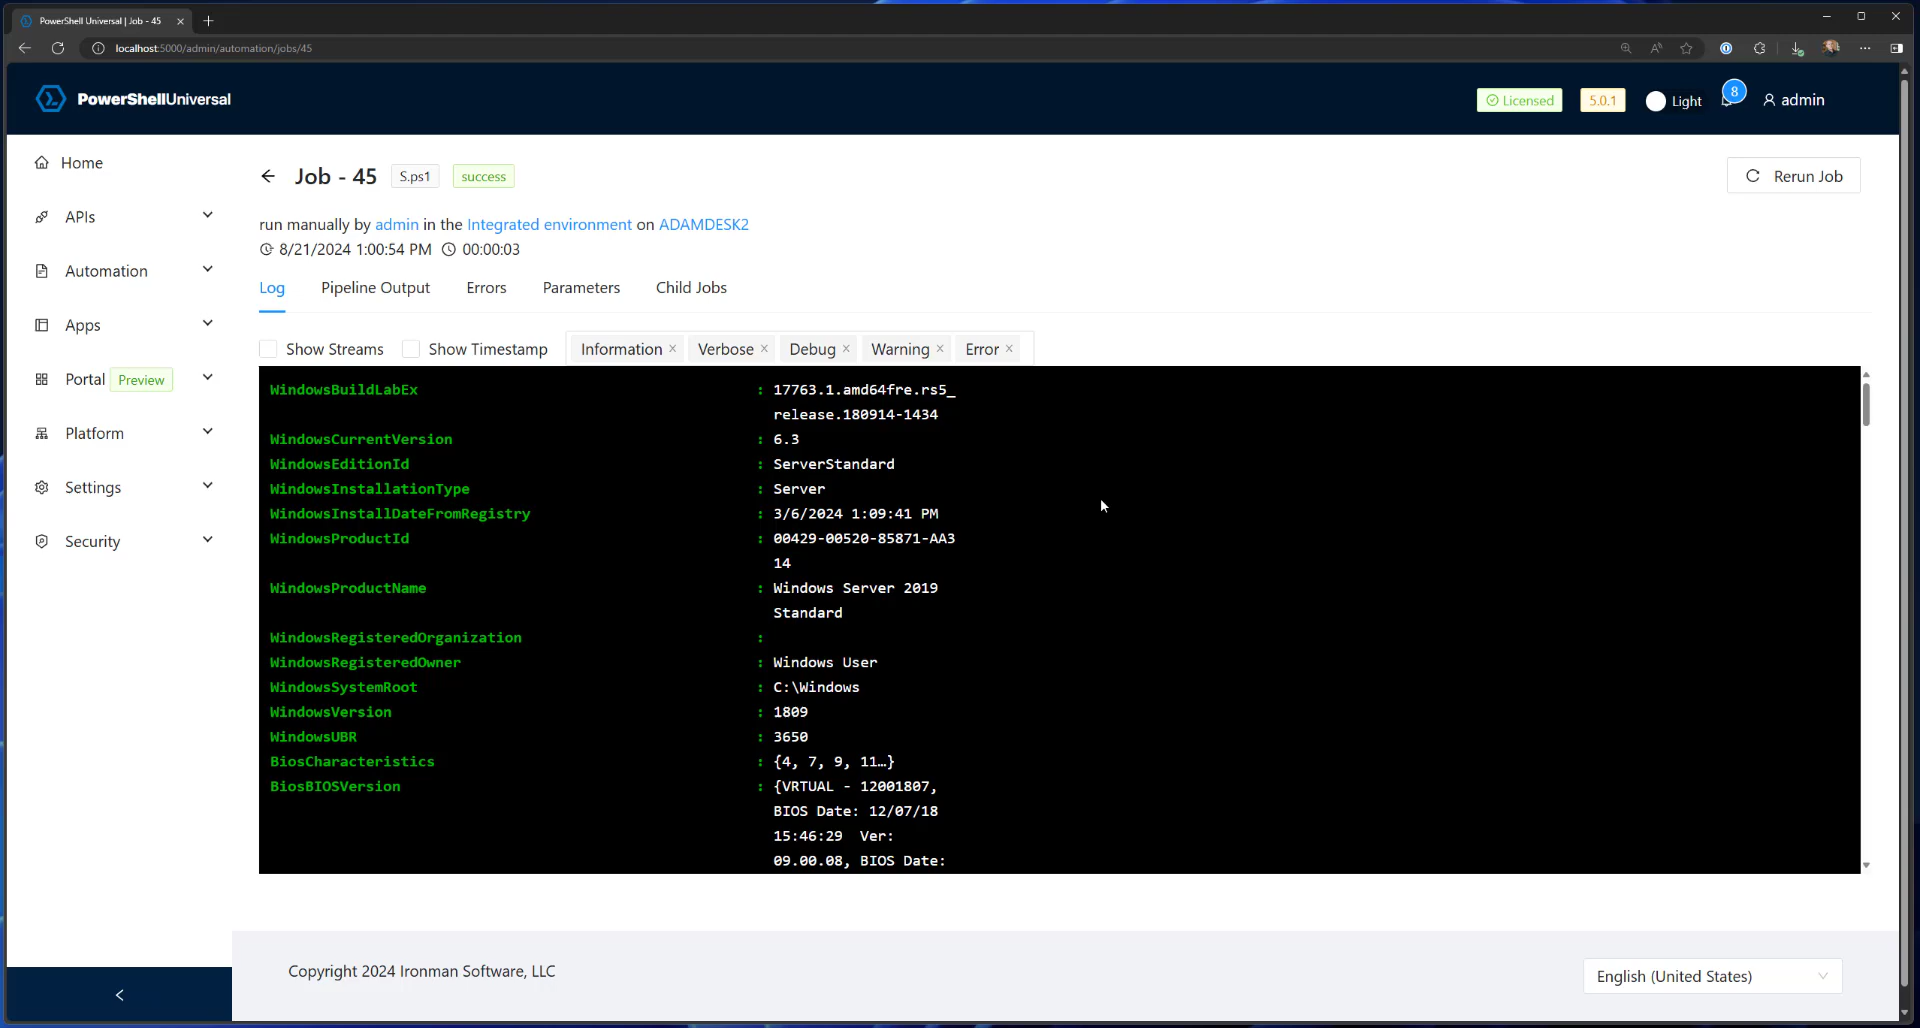 PowerShell Universal | Job - 45
localhost:5000/admin/automation/jobs/45
PowerShellUniversal
Licensed
5.0.1
Light
8
admin
Home
APIs
Automation
Apps
Portal Preview
Platform
Settings
Security
Job - 45 S.ps1 success
Rerun Job
run manually by admin in the Integrated environment on ADAMDESK2
8/21/2024 1:00:54 PM 00:00:03
Log Pipeline Output Errors Parameters Child Jobs
Show Streams Show Timestamp Information × Verbose × Debug × Warning × Error ×
WindowsBuildLabEx : 17763.1.amd64fre.rs5_
release.180914-1434
WindowsCurrentVersion : 6.3
WindowsEditionId : ServerStandard
WindowsInstallationType : Server
WindowsInstallDateFromRegistry : 3/6/2024 1:09:41 PM
WindowsProductId : 00429-00520-85871-AA3
14
WindowsProductName : Windows Server 2019
Standard
WindowsRegisteredOrganization :
WindowsRegisteredOwner : Windows User
WindowsSystemRoot : C:\Windows
WindowsVersion : 1809
WindowsUBR : 3650
BiosCharacteristics : {4, 7, 9, 11…}
BiosBIOSVersion : {VRTUAL - 12001807,
BIOS Date: 12/07/18
15:46:29  Ver:
09.00.08, BIOS Date:
Copyright 2024 Ironman Software, LLC
English (United States)